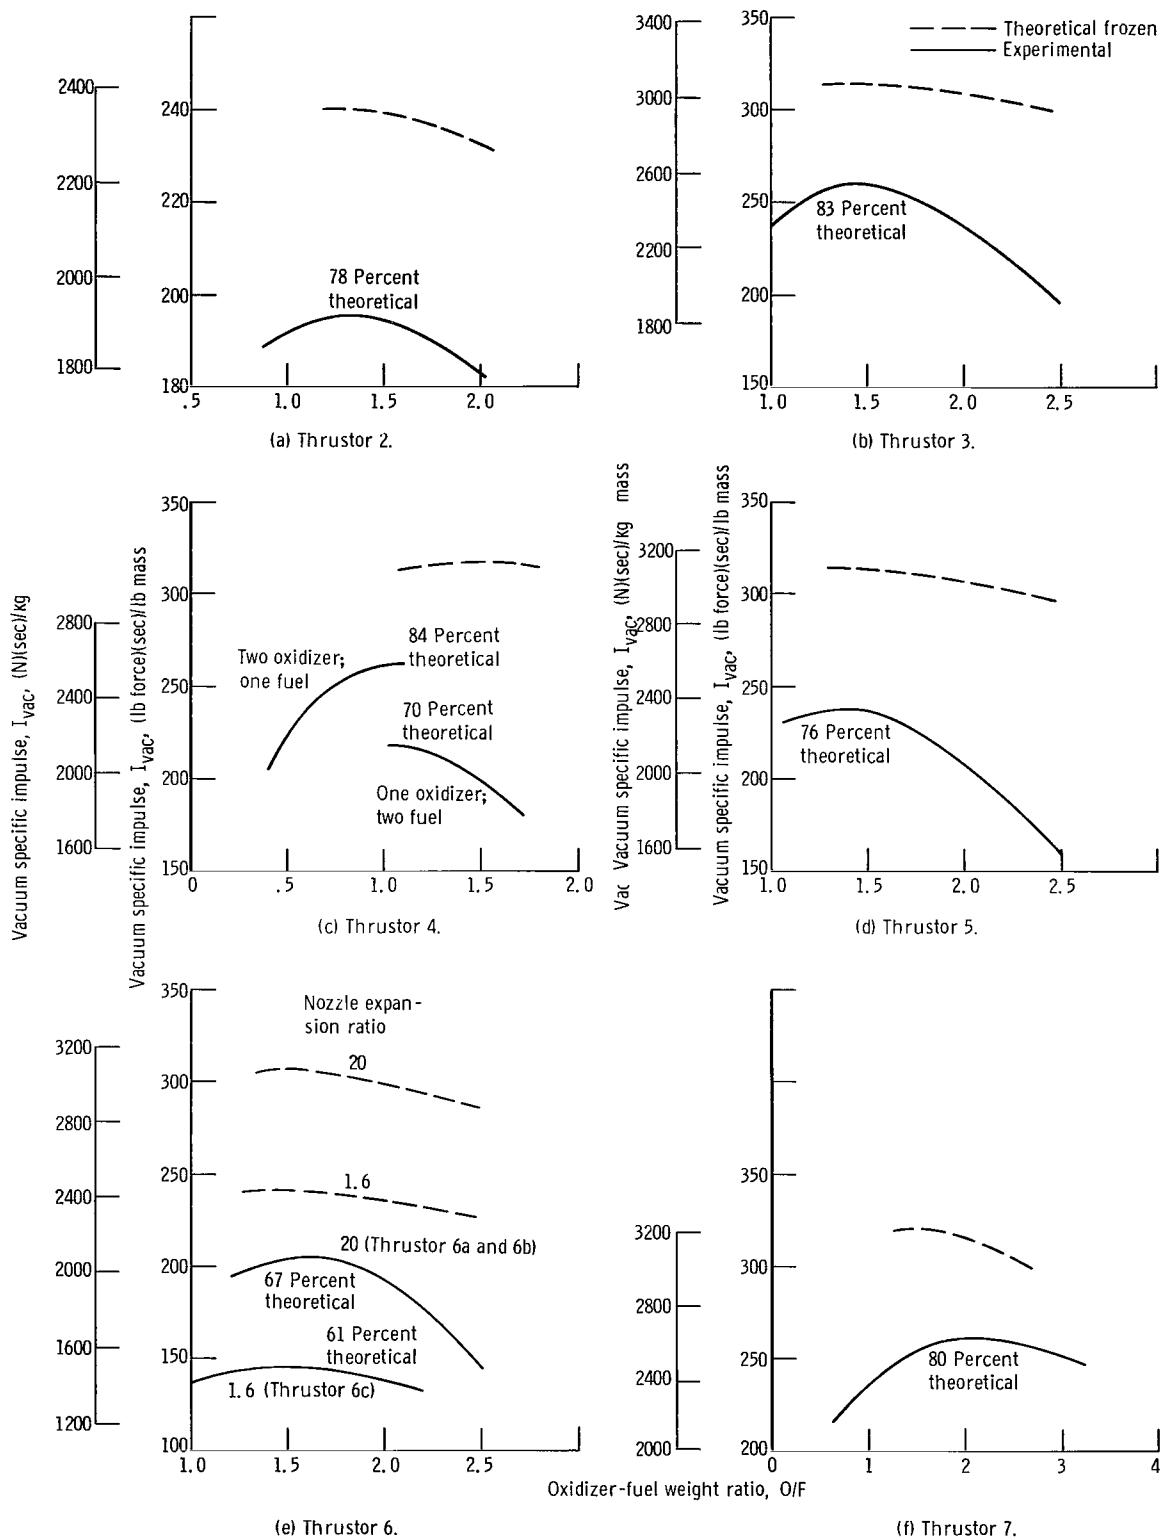 Theoretical frozen
Experimental
2400
2200
2000
1800
240
220
200
180
78 Percent
theoretical
.5 1.0 1.5 2.0
(a) Thrustor 2.
3400
3000
2600
2200
1800
350
300
250
200
150
83 Percent
theoretical
1.0 1.5 2.0 2.5
(b) Thrustor 3.
Vacuum specific impulse, Ivac, (N)(sec)/kg
Vacuum specific impulse, Ivac, (lb force)(sec)/lb mass
2800
2400
2000
1600
350
300
250
200
150
Two oxidizer;
one fuel
84 Percent
theoretical
70 Percent
theoretical
One oxidizer;
two fuel
0 .5 1.0 1.5 2.0
(c) Thrustor 4.
Vac Vacuum specific impulse, Ivac, (N)(sec)/kg mass
Vacuum specific impulse, Ivac, (lb force)(sec)/lb mass
3200
2800
2400
2000
1600
350
300
250
200
150
76 Percent
theoretical
1.0 1.5 2.0 2.5
(d) Thrustor 5.
3200
2800
2400
2000
1600
1200
350
300
250
200
150
100
Nozzle expan-
sion ratio
20
1.6
20 (Thrustor 6a and 6b)
67 Percent
theoretical
61 Percent
theoretical
1.6 (Thrustor 6c)
1.0 1.5 2.0 2.5
(e) Thrustor 6.
3200
2800
2400
2000
300
250
200
80 Percent
theoretical
0 1 2 3 4
Oxidizer-fuel weight ratio, O/F
(f) Thrustor 7.